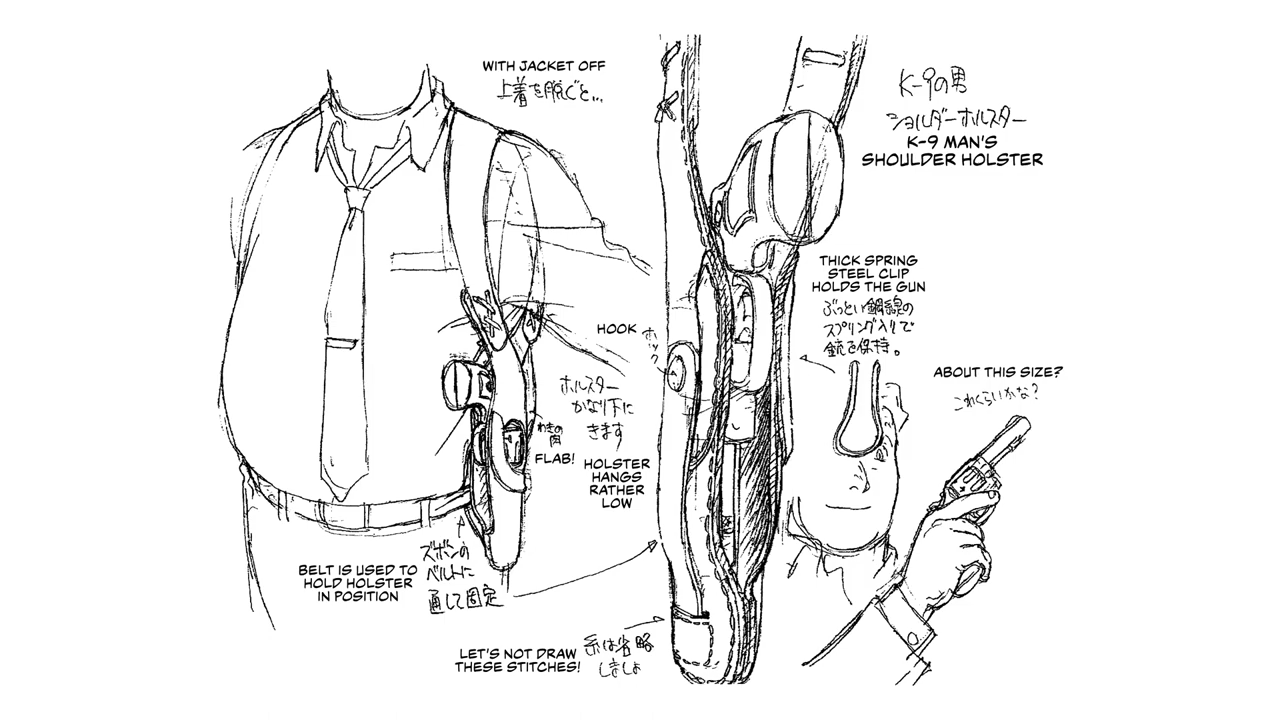 WITH JACKET OFF
上着を脱ぐと...
K-9の男
ショルダーホルスター
K-9 MAN'S
SHOULDER HOLSTER
THICK SPRING
STEEL CLIP
HOLDS THE GUN
ぶっとい鋼線の
スプリング入りで
銃を保持。
HOOK
ホック
ABOUT THIS SIZE?
これくらいかな?
ホルスター
かなり下に
きます
わきの
肉
FLAB!
HOLSTER
HANGS
RATHER
LOW
ズボンの
ベルトに
通して固定
BELT IS USED TO
HOLD HOLSTER
IN POSITION
LET'S NOT DRAW
THESE STITCHES!
糸は省略
しましょ